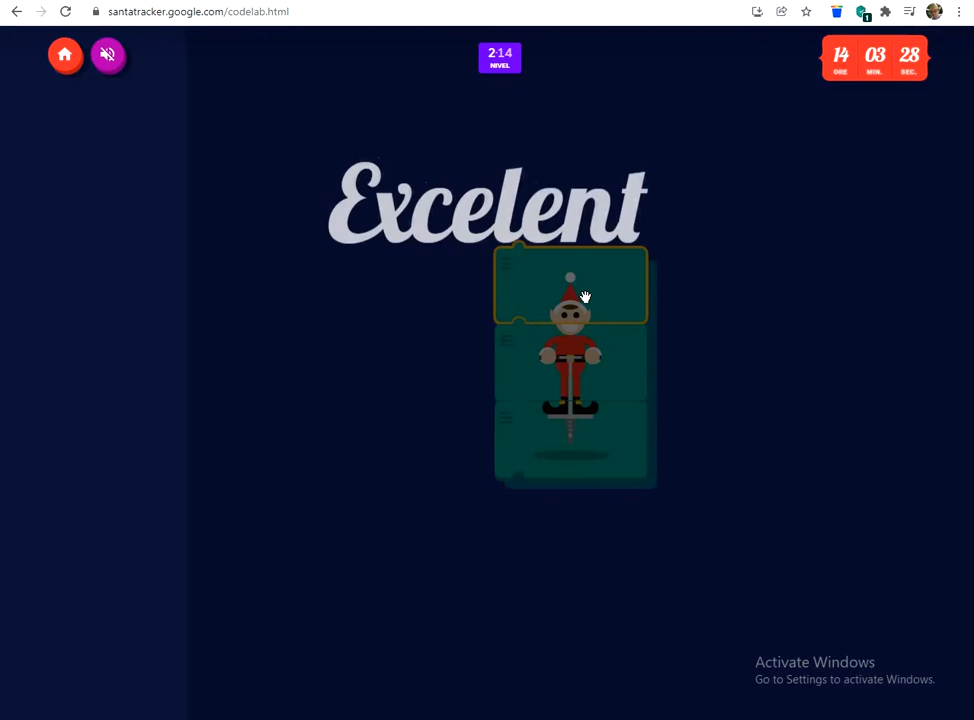 santatracker.google.com/codelab.html
1
2·14
NIVEL
14 03 28
ORE MIN. SEC.
Excelent
Activate Windows
Go to Settings to activate Windows.